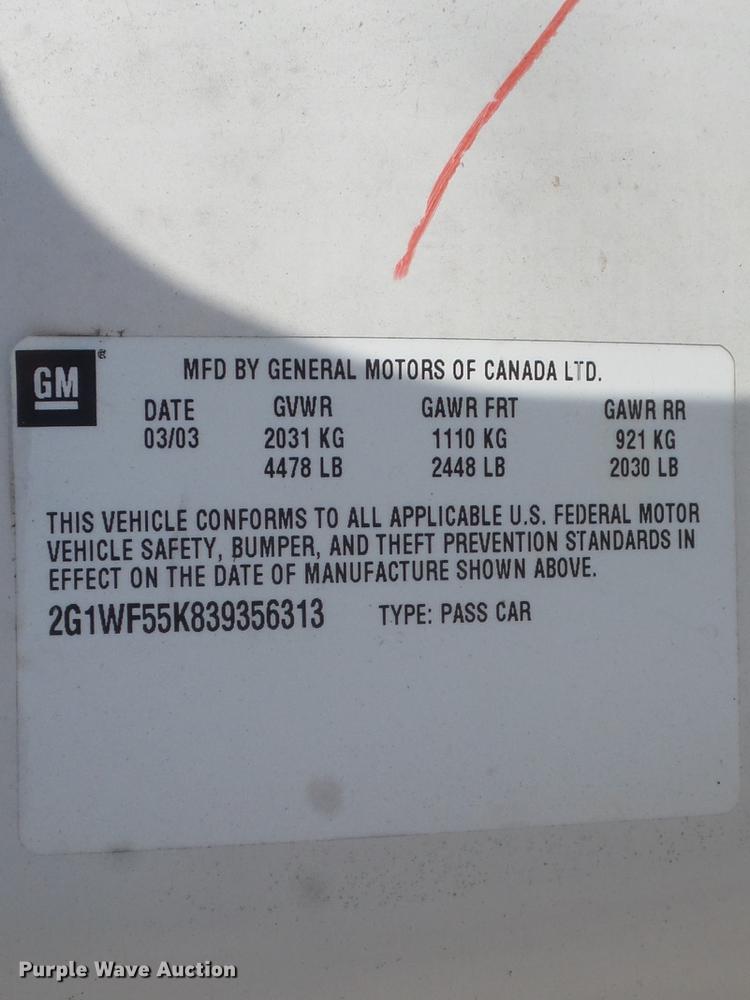 GM ®
MFD BY GENERAL MOTORS OF CANADA LTD.
DATE GVWR GAWR FRT GAWR RR
03/03 2031 KG 1110 KG 921 KG
4478 LB 2448 LB 2030 LB
THIS VEHICLE CONFORMS TO ALL APPLICABLE U.S. FEDERAL MOTOR
VEHICLE SAFETY, BUMPER, AND THEFT PREVENTION STANDARDS IN
EFFECT ON THE DATE OF MANUFACTURE SHOWN ABOVE.
2G1WF55K839356313 TYPE: PASS CAR
Purple Wave Auction